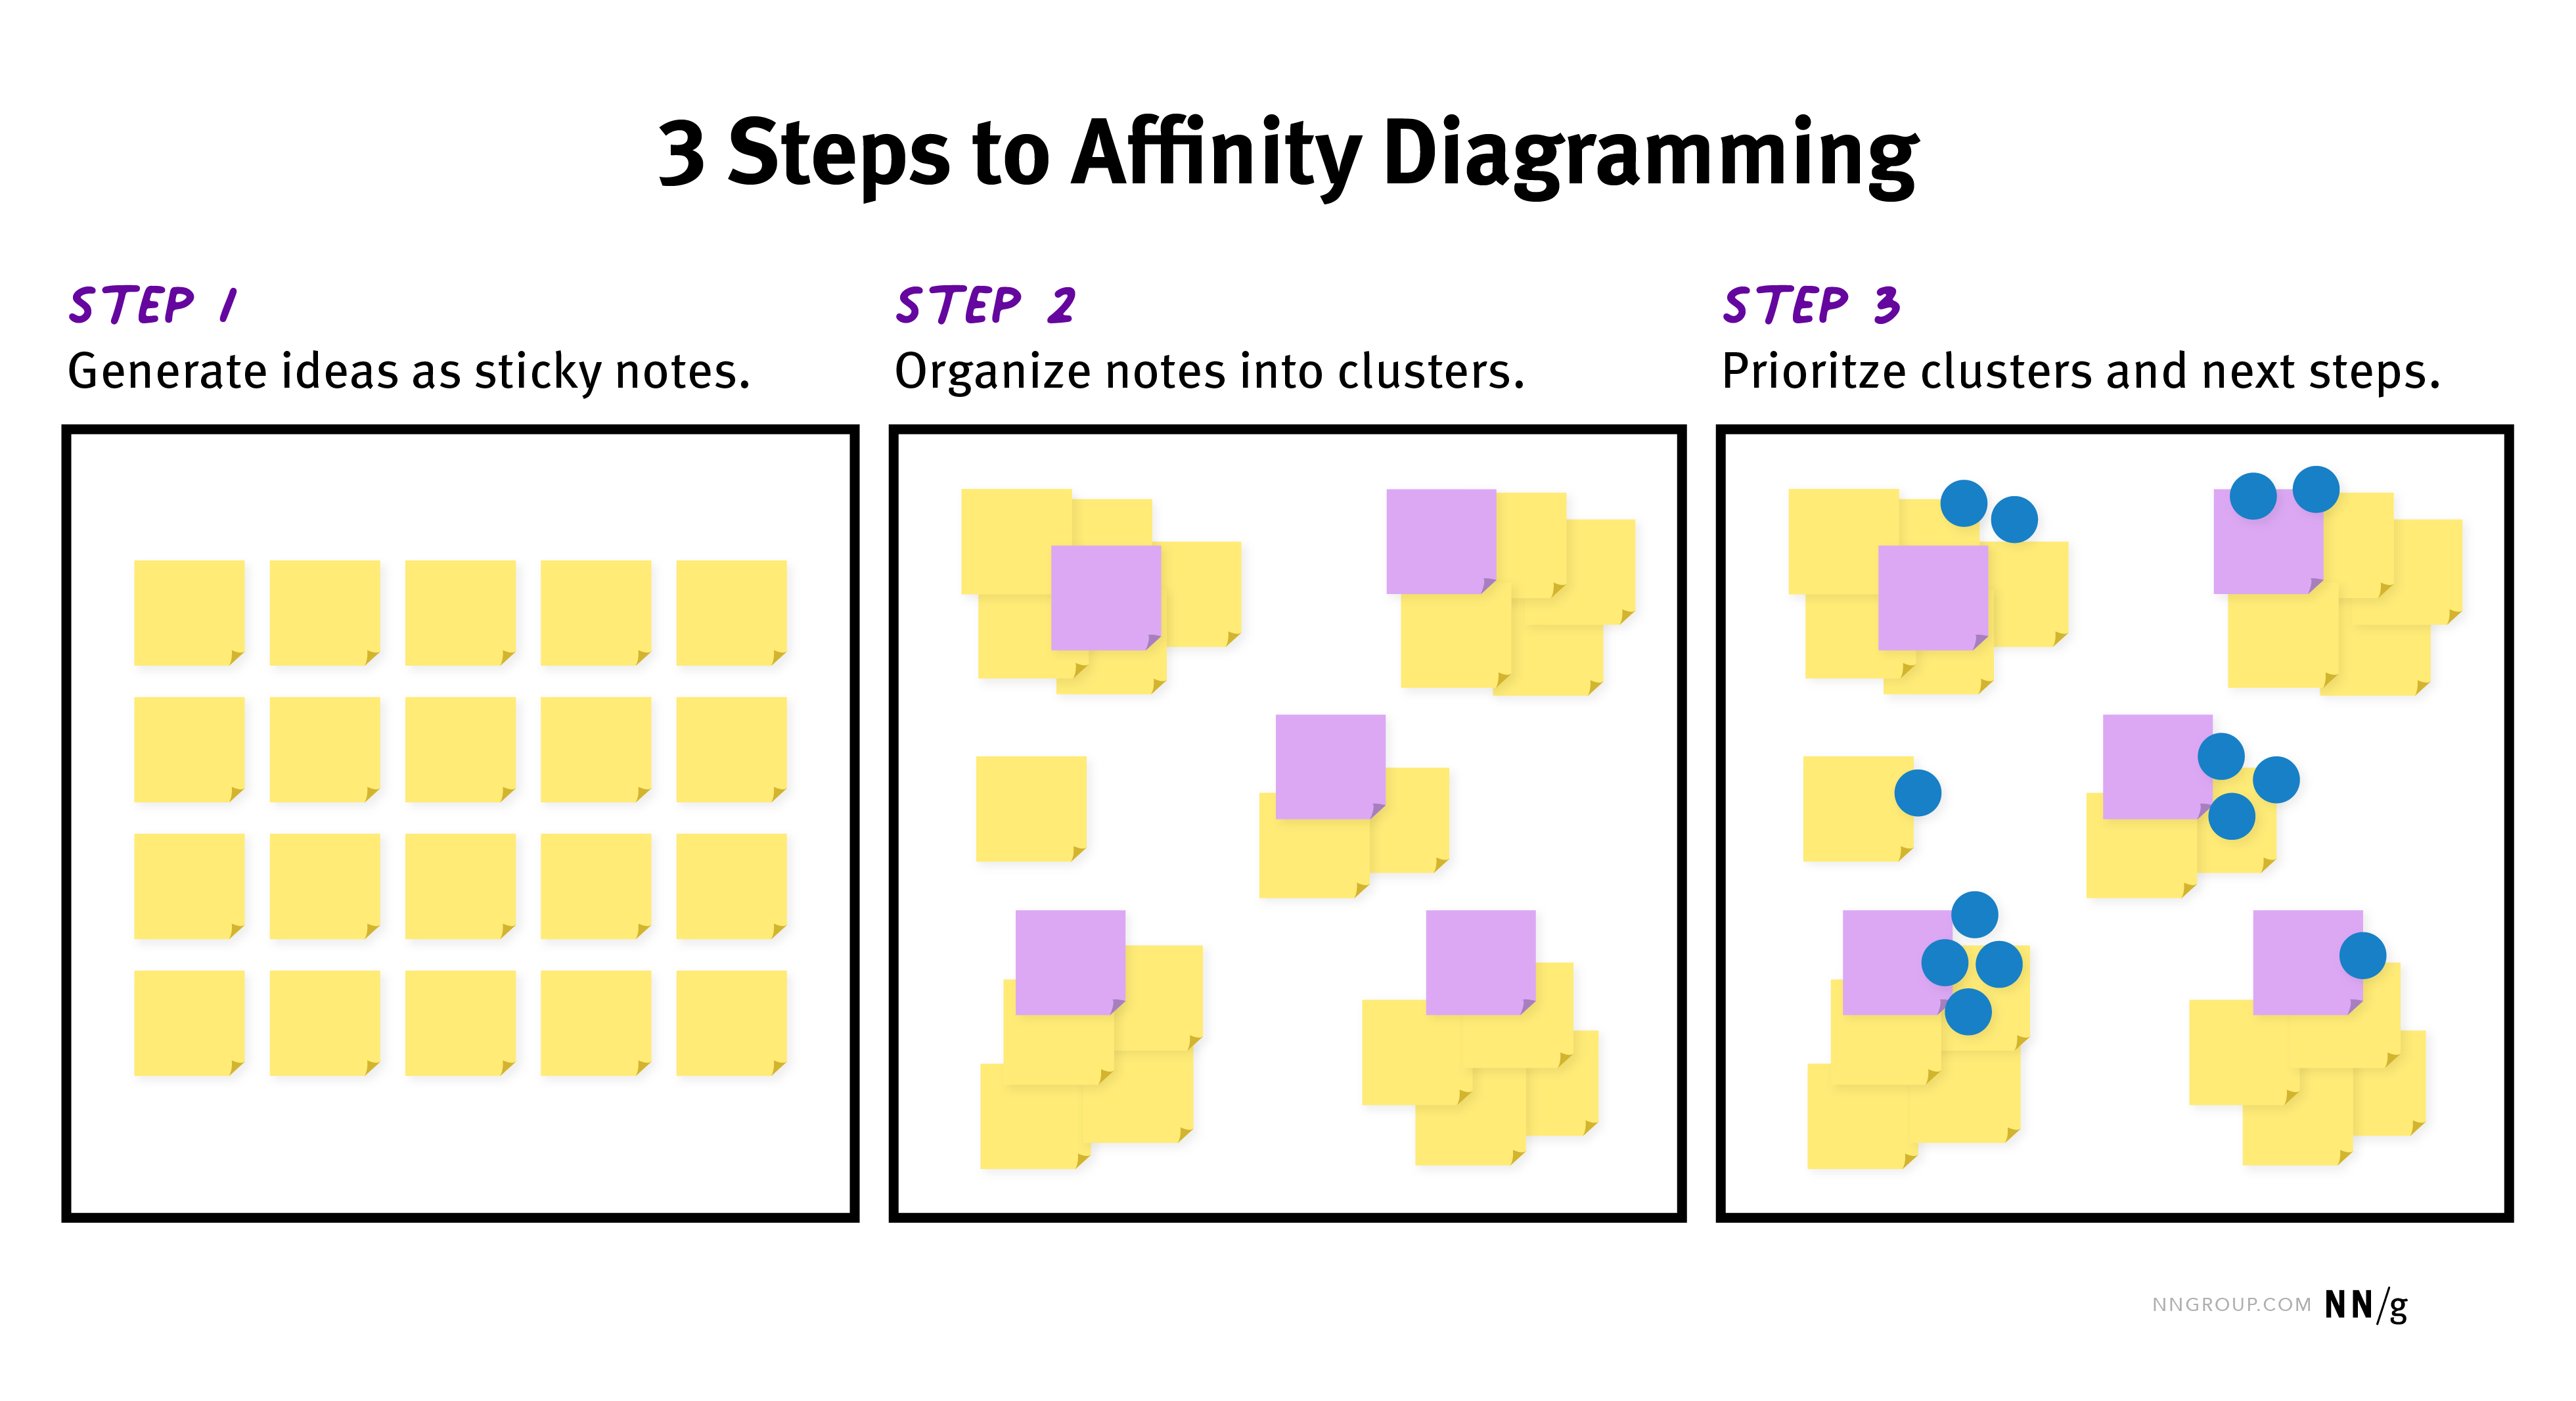 3 Steps to Affinity Diagramming
STEP 1
Generate ideas as sticky notes.
STEP 2
Organize notes into clusters.
STEP 3
Prioritze clusters and next steps.
NNGROUP.COM NN/g